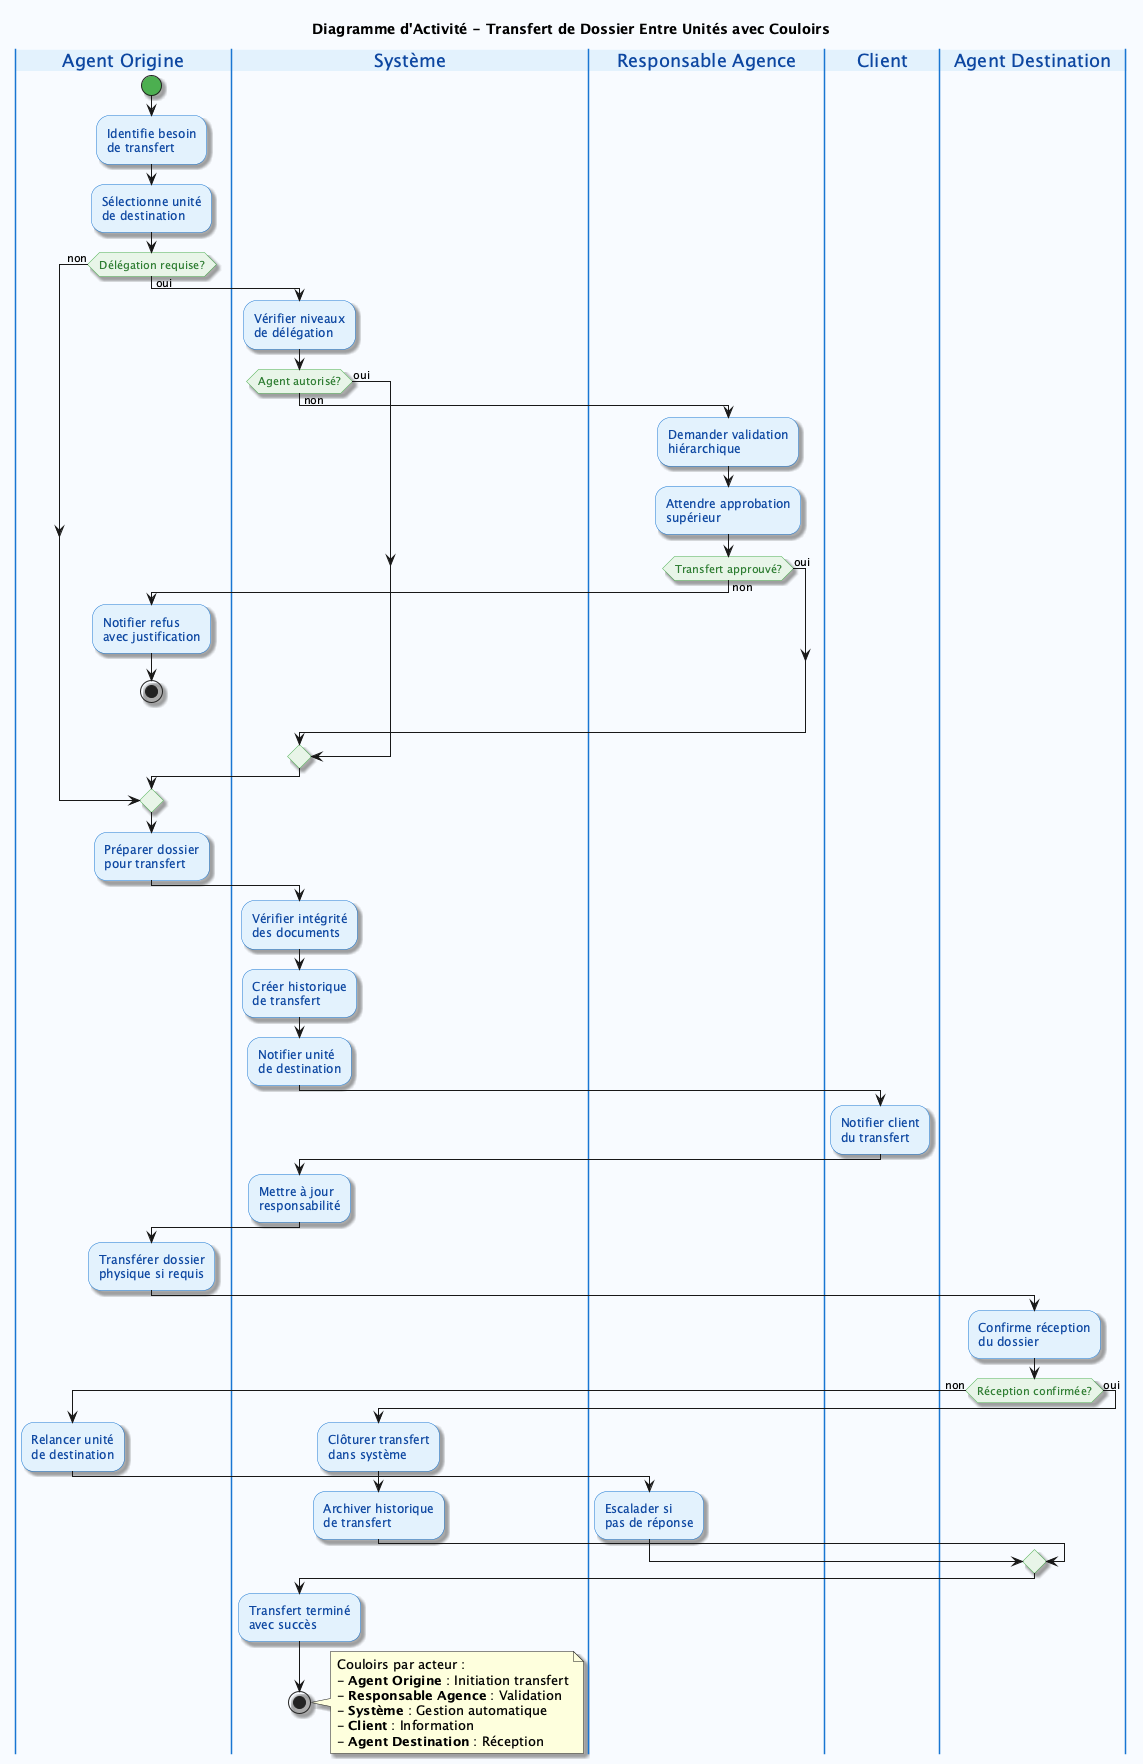 Diagramme d'Activité - Transfert de Dossier Entre Unités avec Couloirs
Agent Origine
Système
Responsable Agence
Client
Agent Destination
Identifie besoin
de transfert
Sélectionne unité
de destination
Délégation requise?
non
oui
Vérifier niveaux
de délégation
Agent autorisé?
oui
non
Demander validation
hiérarchique
Attendre approbation
supérieur
Transfert approuvé?
oui
non
Notifier refus
avec justification
Préparer dossier
pour transfert
Vérifier intégrité
des documents
Créer historique
de transfert
Notifier unité
de destination
Notifier client
du transfert
Mettre à jour
responsabilité
Transférer dossier
physique si requis
Confirme réception
du dossier
non
Réception confirmée?
oui
Relancer unité
de destination
Clôturer transfert
dans système
Archiver historique
de transfert
Escalader si
pas de réponse
Transfert terminé
avec succès
Couloirs par acteur :
- Agent Origine : Initiation transfert
- Responsable Agence : Validation
- Système : Gestion automatique
- Client : Information
- Agent Destination : Réception